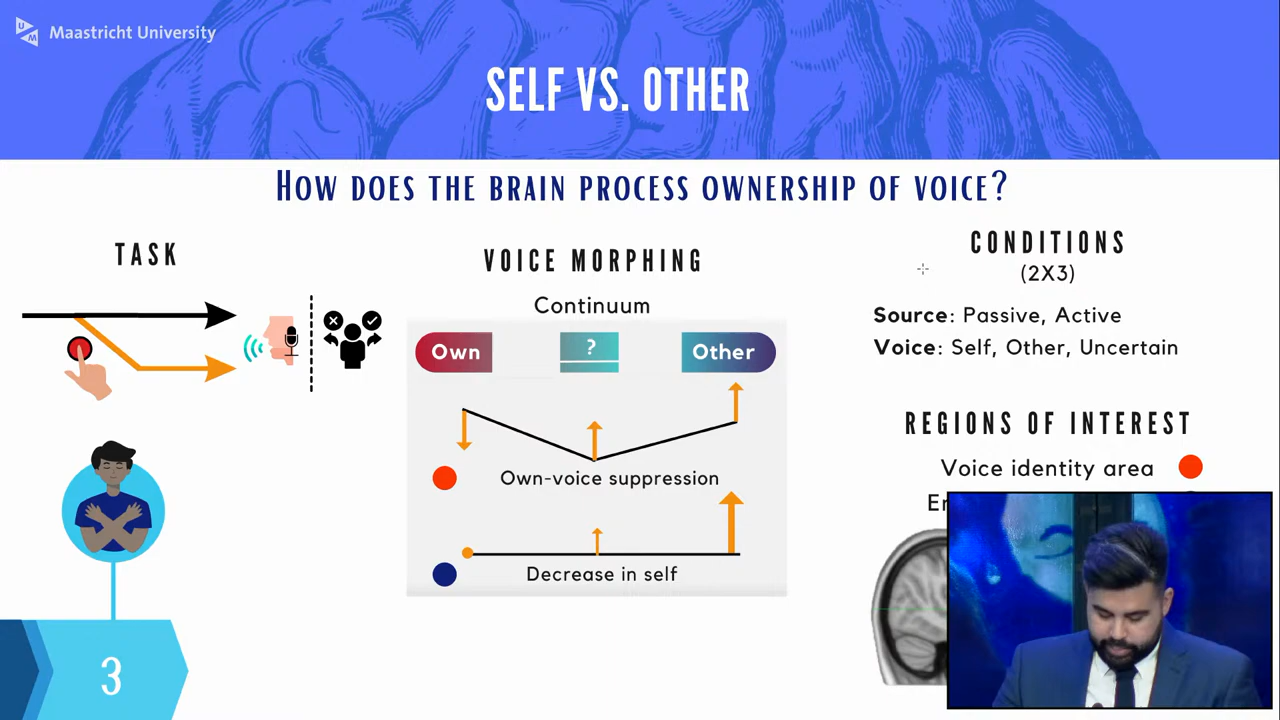 Maastricht University
SELF VS. OTHER
HOW DOES THE BRAIN PROCESS OWNERSHIP OF VOICE?
TASK
VOICE MORPHING
Continuum
Own
?
Other
Own-voice suppression
Decrease in self
CONDITIONS
(2X3)
Source: Passive, Active
Voice: Self, Other, Uncertain
REGIONS OF INTEREST
Voice identity area
3